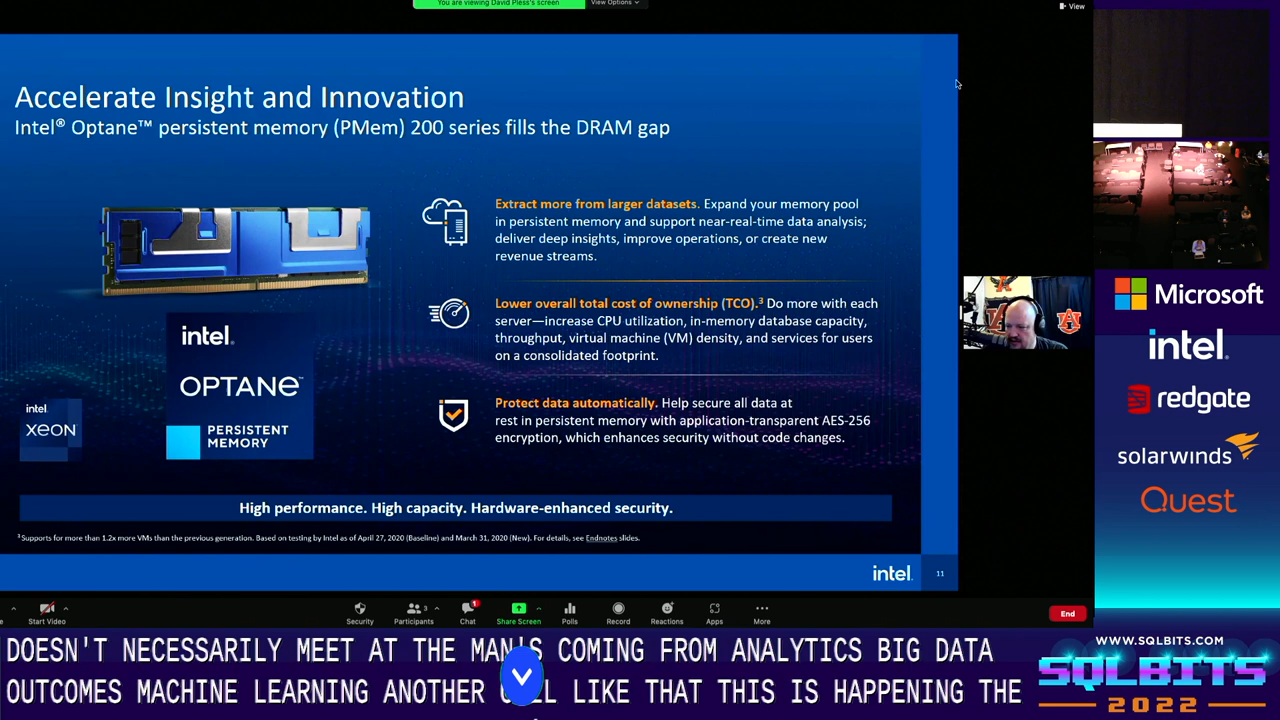 You are viewing David Pless's screen
View Options
View
Accelerate Insight and Innovation
Intel® Optane™ persistent memory (PMem) 200 series fills the DRAM gap
Extract more from larger datasets. Expand your memory pool
in persistent memory and support near-real-time data analysis;
deliver deep insights, improve operations, or create new
revenue streams.
Lower overall total cost of ownership (TCO).³ Do more with each
server—increase CPU utilization, in-memory database capacity,
throughput, virtual machine (VM) density, and services for users
on a consolidated footprint.
Protect data automatically. Help secure all data at
rest in persistent memory with application-transparent AES-256
encryption, which enhances security without code changes.
intel.
OPTANE™
PERSISTENT
MEMORY
intel.
XEON
High performance. High capacity. Hardware-enhanced security.
³ Supports for more than 1.2x more VMs than the previous generation. Based on testing by Intel as of April 27, 2020 (Baseline) and March 31, 2020 (New). For details, see Endnotes slides.
intel.
11
Start Video
Security
Participants
3
Chat
1
Share Screen
Polls
Record
Reactions
Apps
More
End
DOESN'T NECESSARILY MEET AT THE MAN'S COMING FROM ANALYTICS BIG DATA
OUTCOMES MACHINE LEARNING ANOTHER LIKE THAT THIS IS HAPPENING THE
Microsoft
intel.
redgate
solarwinds
Quest
WWW.SQLBITS.COM
SQLBITS
2022